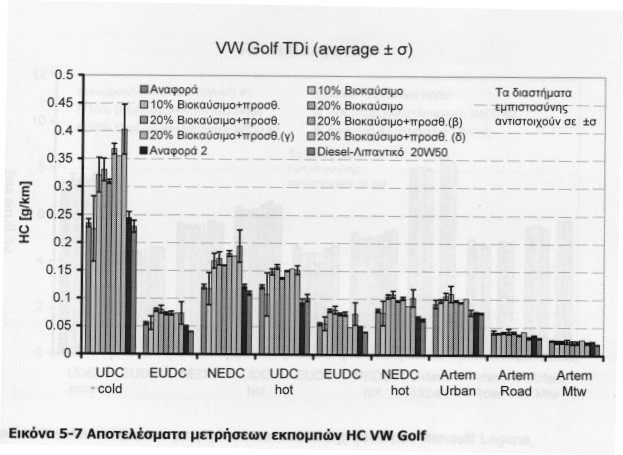 VW Golf TDi (average ± σ)
0.5
0.45
0.4
0.35
0.3
0.25
0.2
0.15
0.1
0.05
0
HC [g/km]
Αναφορά
10% Βιοκαύσιμο
10% Βιοκαύσιμο+προσθ.
20% Βιοκαύσιμο
20% Βιοκαύσιμο+προσθ.
20% Βιοκαύσιμο+προσθ.(β)
20% Βιοκαύσιμο+προσθ.(γ)
20% Βιοκαύσιμο+προσθ. (δ)
Αναφορά 2
Diesel-Λιπαντικό 20W50
Τα διαστήματα
εμπιστοσύνης
αντιστοιχούν σε ±σ
UDC cold
EUDC
NEDC
UDC hot
EUDC
NEDC hot
Artem Urban
Artem Road
Artem Mtw
Εικόνα 5-7 Αποτελέσματα μετρήσεων εκπομπών HC VW Golf